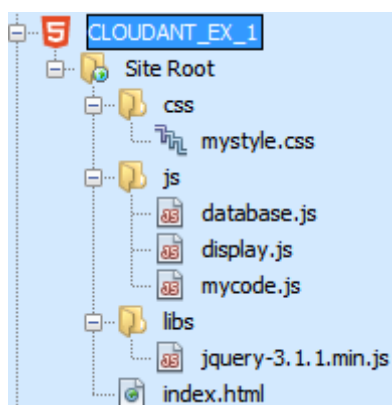 CLOUDANT_EX_1
Site Root
css
mystyle.css
js
database.js
display.js
mycode.js
libs
jquery-3.1.1.min.js
index.html